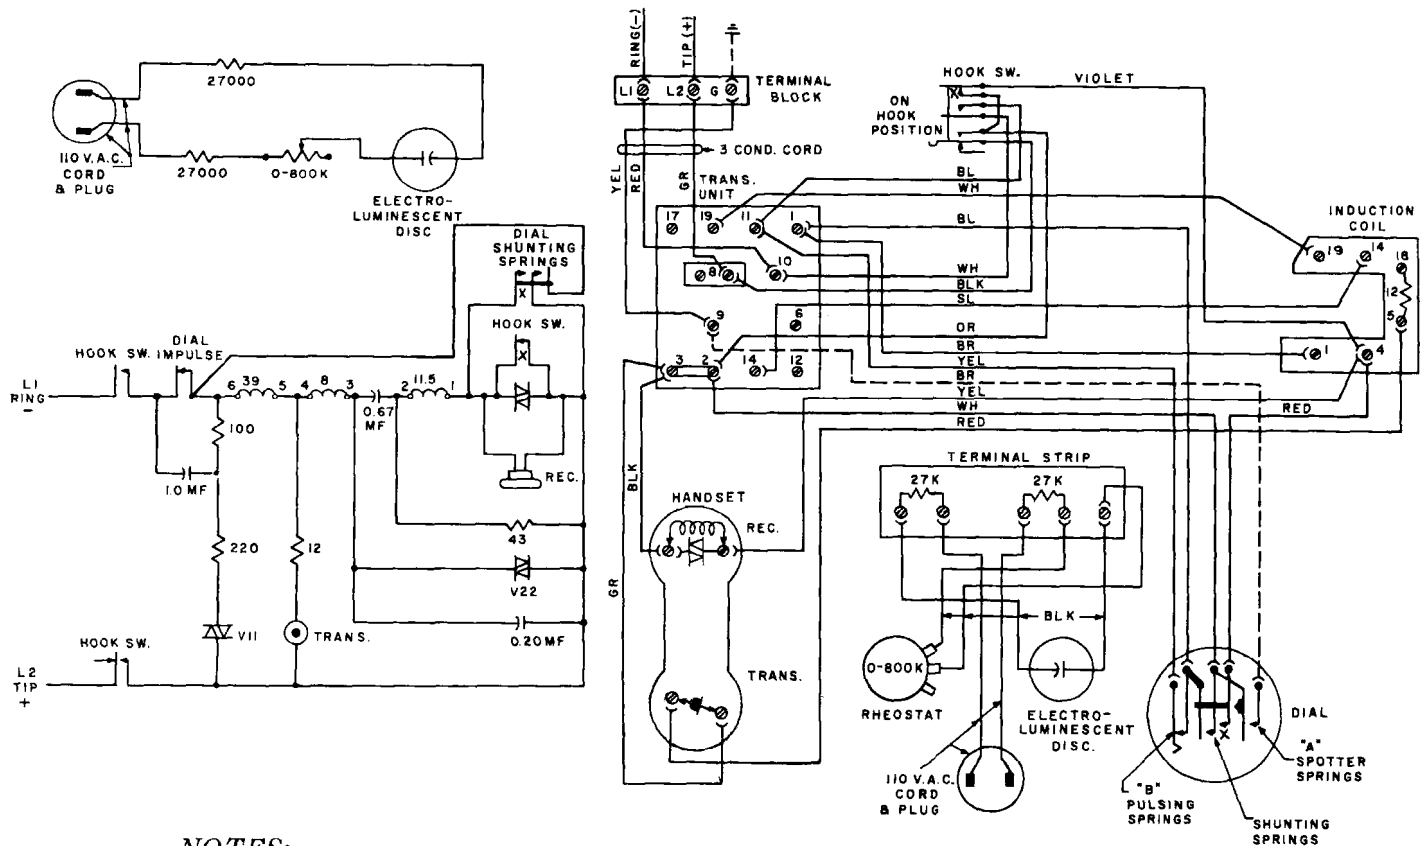 27000
110 V.A.C.
CORD
& PLUG
27000
0-800K
ELECTRO-
LUMINESCENT
DISC
DIAL
SHUNTING
SPRINGS
X
HOOK SW.
X
HOOK SW.
DIAL
IMPULSE
L1
RING
-
6 39 5 4 8 3 2 11.5 1
0.67
MF
100
1.0 MF
REC.
43
220
12
V22
0.20MF
V11
TRANS.
HOOK SW.
L2
TIP
+
RING(-)
TIP(+)
L1 L2 G
TERMINAL
BLOCK
3 COND. CORD
YEL
RED
GR
TRANS.
UNIT
17 19 11 1
8 10
9 6
3 2 14 12
HOOK SW.
X
ON
HOOK
POSITION
VIOLET
BL
WH
BL
WH
BLK
SL
OR
BR
YEL
BR
YEL
WH
RED
INDUCTION
COIL
19 14 18
12
5
1 4
RED
BLK
GR
HANDSET
REC.
TRANS.
TERMINAL STRIP
27K 27K
BLK
0-800K
RHEOSTAT
ELECTRO-
LUMINESCENT
DISC.
110 V.A.C.
CORD
& PLUG
DIAL
X
"A"
SPOTTER
SPRINGS
"B"
PULSING
SPRINGS
SHUNTING
SPRINGS
NOTES: